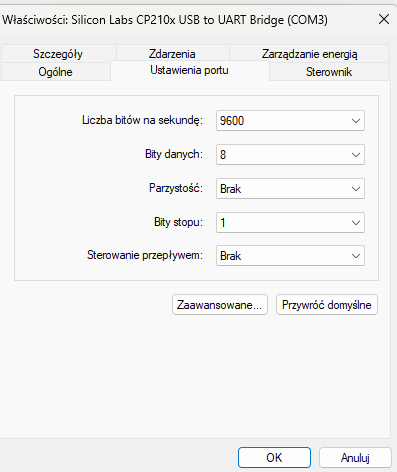 Właściwości: Silicon Labs CP210x USB to UART Bridge (COM3)
Szczegóły Zdarzenia Zarządzanie energią
Ogólne Ustawienia portu Sterownik
Liczba bitów na sekundę: 9600
Bity danych: 8
Parzystość: Brak
Bity stopu: 1
Sterowanie przepływem: Brak
Zaawansowane... Przywróć domyślne
OK Anuluj